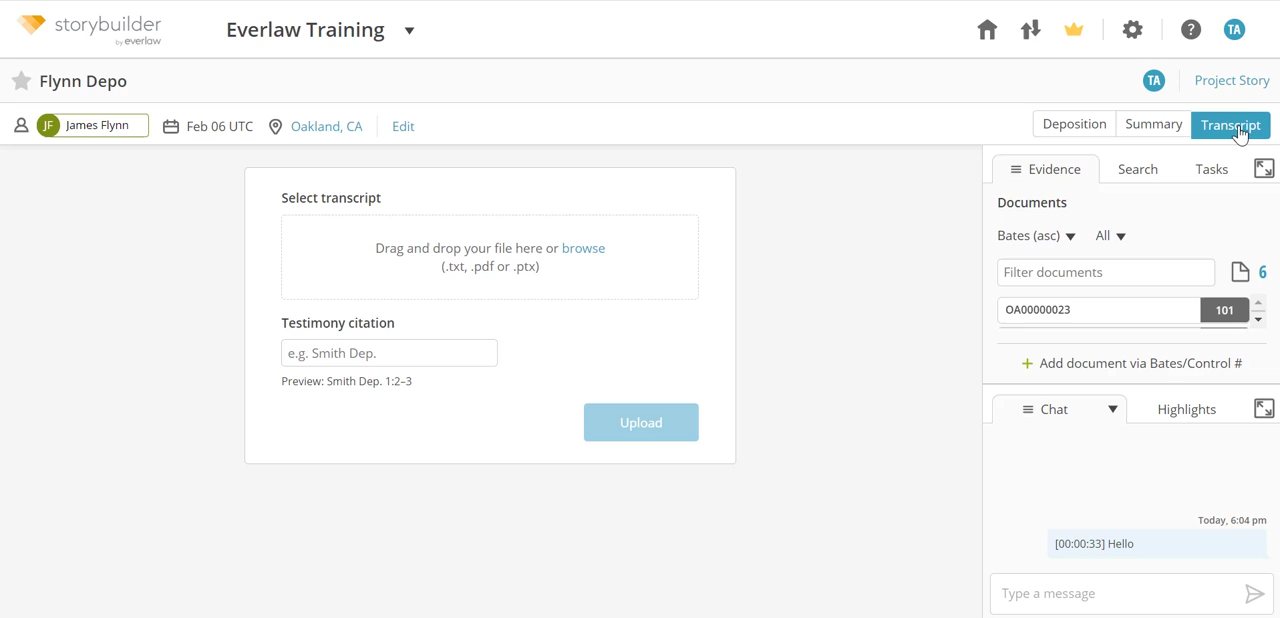 storybuilder
by everlaw
Everlaw Training
?
TA
Flynn Depo
TA
Project Story
JF James Flynn
Feb 06 UTC
Oakland, CA
Edit
Deposition
Summary
Transcript
Evidence
Search
Tasks
Documents
Bates (asc)
All
Filter documents
6
OA00000023
101
+ Add document via Bates/Control #
Select transcript
Drag and drop your file here or browse
(.txt, .pdf or .ptx)
Testimony citation
e.g. Smith Dep.
Preview: Smith Dep. 1:2–3
Upload
Chat
Highlights
Today, 6:04 pm
[00:00:33] Hello
Type a message